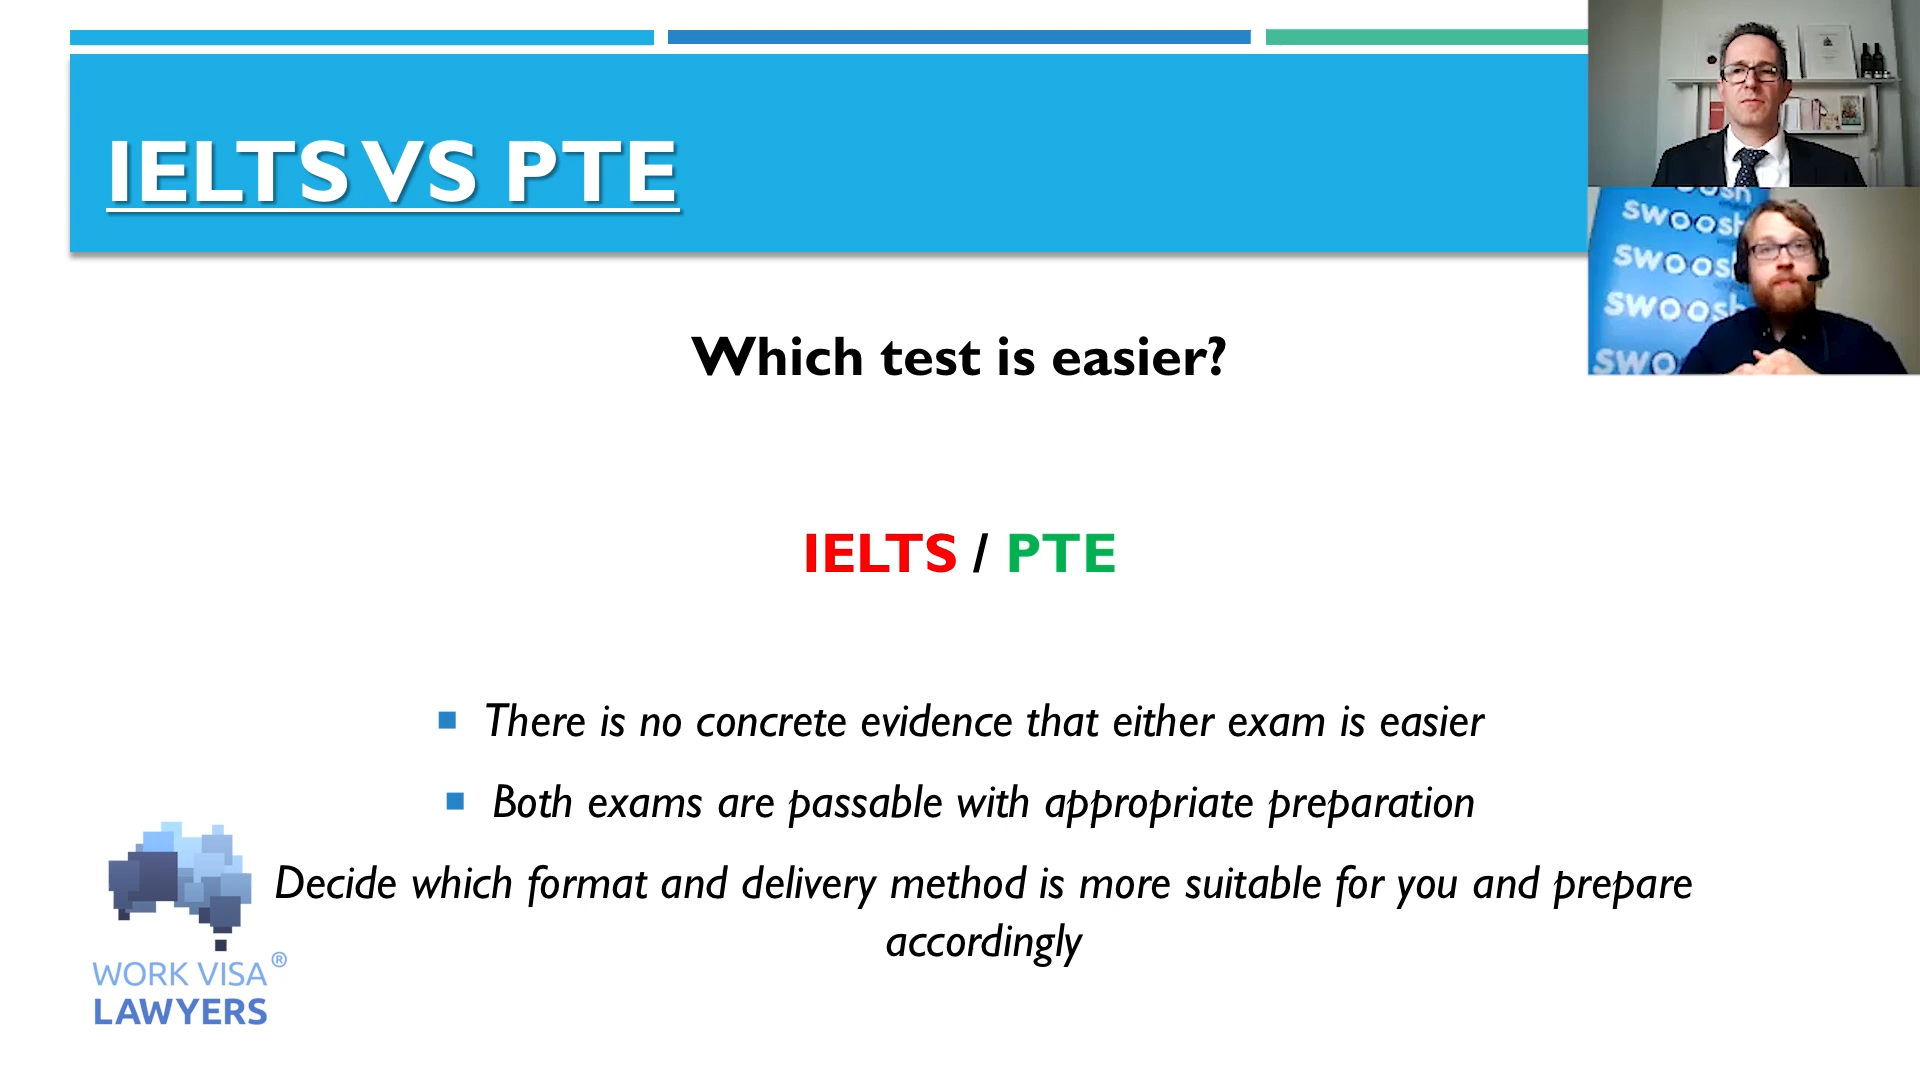 IELTS VS PTE
Which test is easier?
IELTS / PTE
There is no concrete evidence that either exam is easier
Both exams are passable with appropriate preparation
Decide which format and delivery method is more suitable for you and prepare
accordingly
WORK VISA®
LAWYERS
swoosh
swoosh
swoosh
swoo